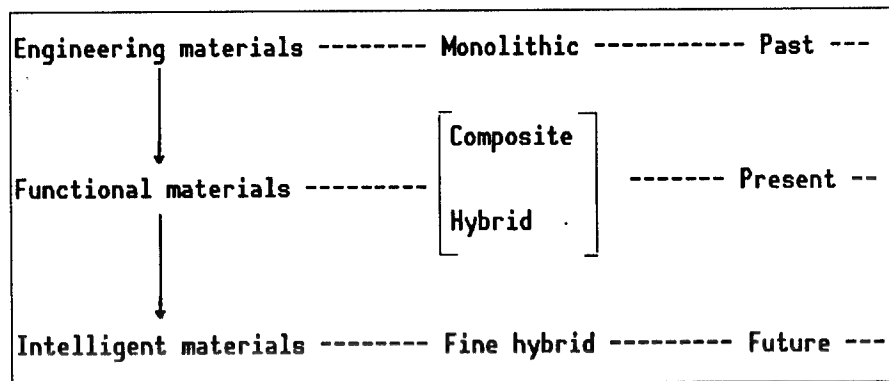 Engineering materials -------- Monolithic ----------- Past ---
Composite
Functional materials ------- ------- Present --
Hybrid
Intelligent materials ------- Fine hybrid --------- Future ---